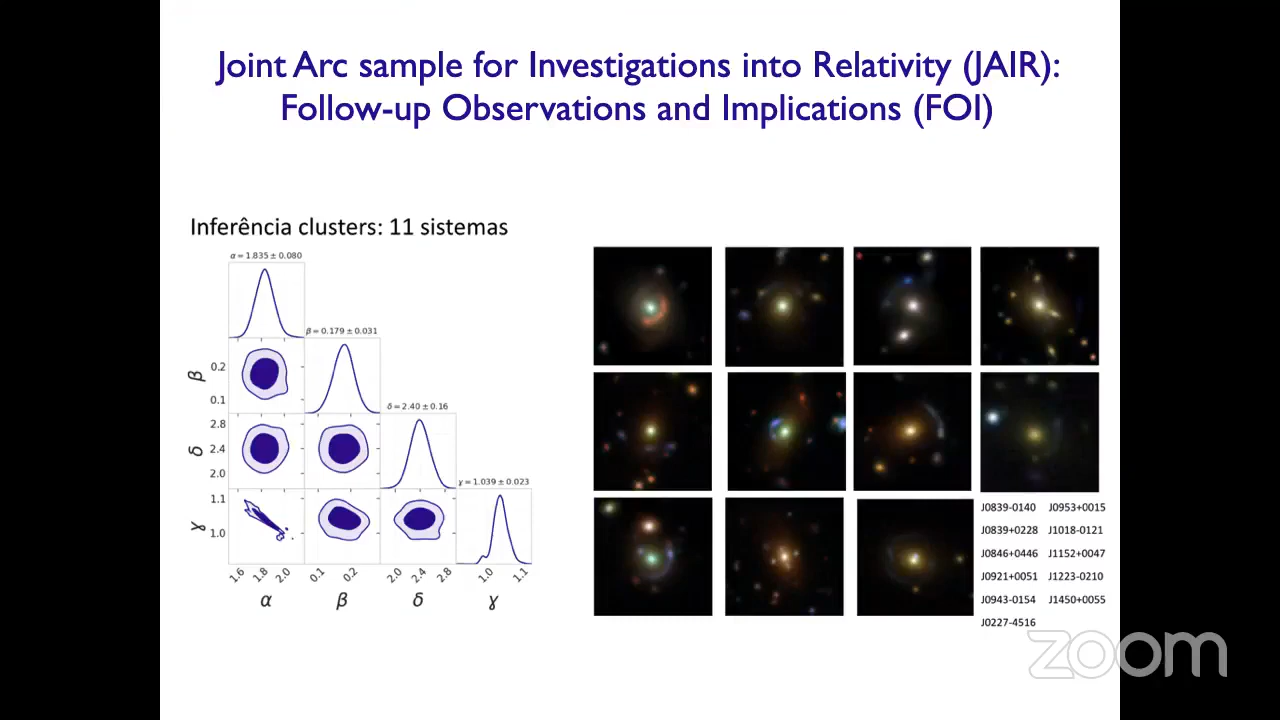 Joint Arc sample for Investigations into Relativity (JAIR):
Follow-up Observations and Implications (FOI)
Inferência clusters: 11 sistemas
α = 1.835 ± 0.080
β = 0.179 ± 0.031
β
0.2
0.1
δ = 2.40 ± 0.16
δ
2.8
2.4
2.0
γ = 1.039 ± 0.023
γ
1.1
1.0
1.6 1.8 2.0 0.1 0.2 2.0 2.4 2.8 1.0 1.1
α β δ γ
J0839-0140 J0953+0015
J0839+0228 J1018-0121
J0846+0446 J1152+0047
J0921+0051 J1223-0210
J0943-0154 J1450+0055
J0227-4516
zoom